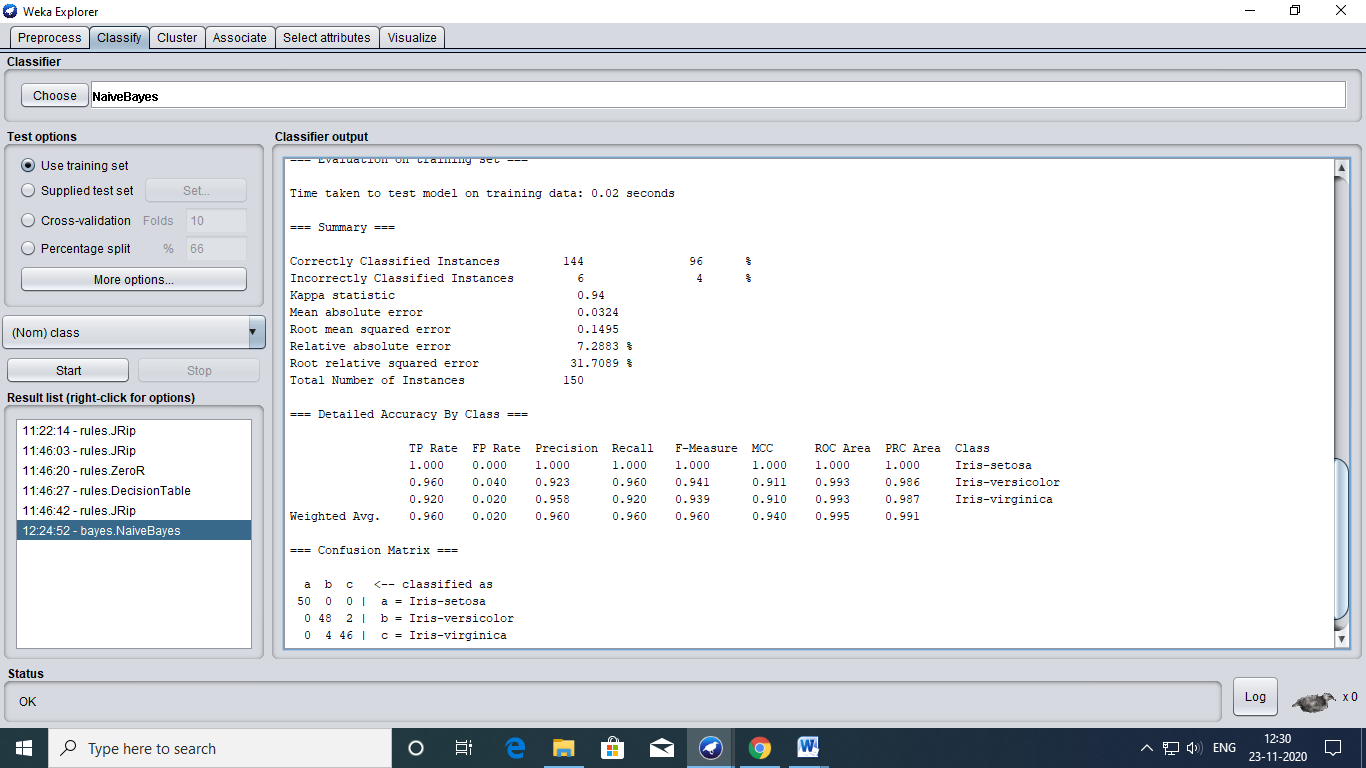 Weka Explorer
Preprocess Classify Cluster Associate Select attributes Visualize
Classifier
Choose NaiveBayes
Test options
Use training set
Supplied test set Set...
Cross-validation Folds 10
Percentage split % 66
More options...
(Nom) class
Start Stop
Result list (right-click for options)
11:22:14 - rules.JRip
11:46:03 - rules.JRip
11:46:20 - rules.ZeroR
11:46:27 - rules.DecisionTable
11:46:42 - rules.JRip
12:24:52 - bayes.NaiveBayes
Classifier output
=== Evaluation on training set ===
Time taken to test model on training data: 0.02 seconds
=== Summary ===
Correctly Classified Instances 144 96 %
Incorrectly Classified Instances 6 4 %
Kappa statistic 0.94
Mean absolute error 0.0324
Root mean squared error 0.1495
Relative absolute error 7.2883 %
Root relative squared error 31.7089 %
Total Number of Instances 150
=== Detailed Accuracy By Class ===
TP Rate FP Rate Precision Recall F-Measure MCC ROC Area PRC Area Class
1.000 0.000 1.000 1.000 1.000 1.000 1.000 1.000 Iris-setosa
0.960 0.040 0.923 0.960 0.941 0.911 0.993 0.986 Iris-versicolor
0.920 0.020 0.958 0.920 0.939 0.910 0.993 0.987 Iris-virginica
Weighted Avg. 0.960 0.020 0.960 0.960 0.960 0.940 0.995 0.991
=== Confusion Matrix ===
a b c <-- classified as
50 0 0 | a = Iris-setosa
0 48 2 | b = Iris-versicolor
0 4 46 | c = Iris-virginica
Status
OK
Log x 0
Type here to search
ENG
12:30
23-11-2020